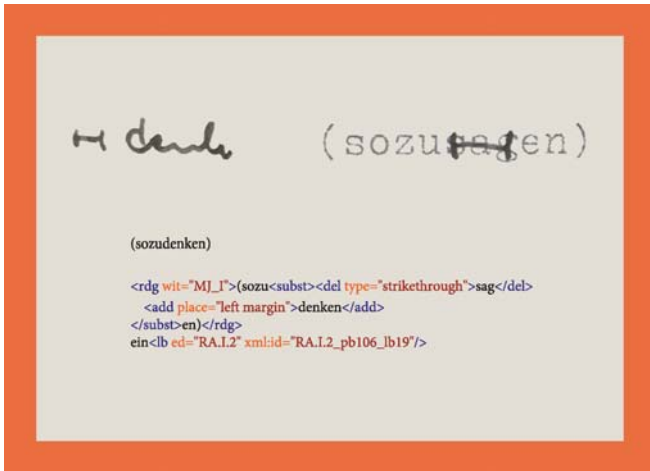 denk (sozusagen)
(sozudenken)
<rdg wit="MJ_I">(sozu<subst><del type="strikethrough">sag</del>
<add place="left margin">denken</add>
</subst>en)</rdg>
ein<lb ed="RA.I.2" xml:id="RA.I.2_pb106_lb19"/>